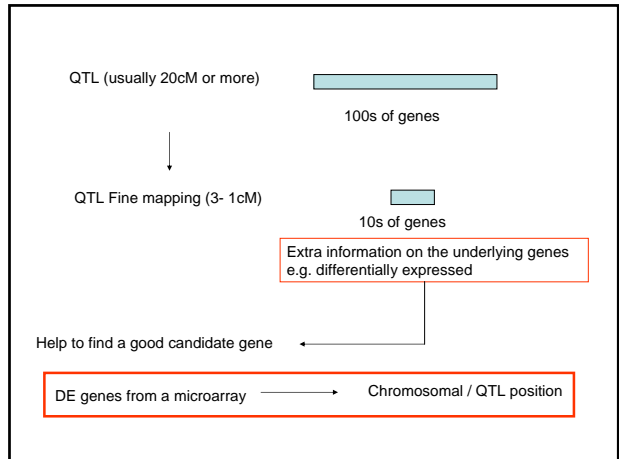 QTL (usually 20cM or more)
100s of genes
QTL Fine mapping (3- 1cM)
10s of genes
Extra information on the underlying genes
e.g. differentially expressed
Help to find a good candidate gene
DE genes from a microarray
Chromosomal / QTL position